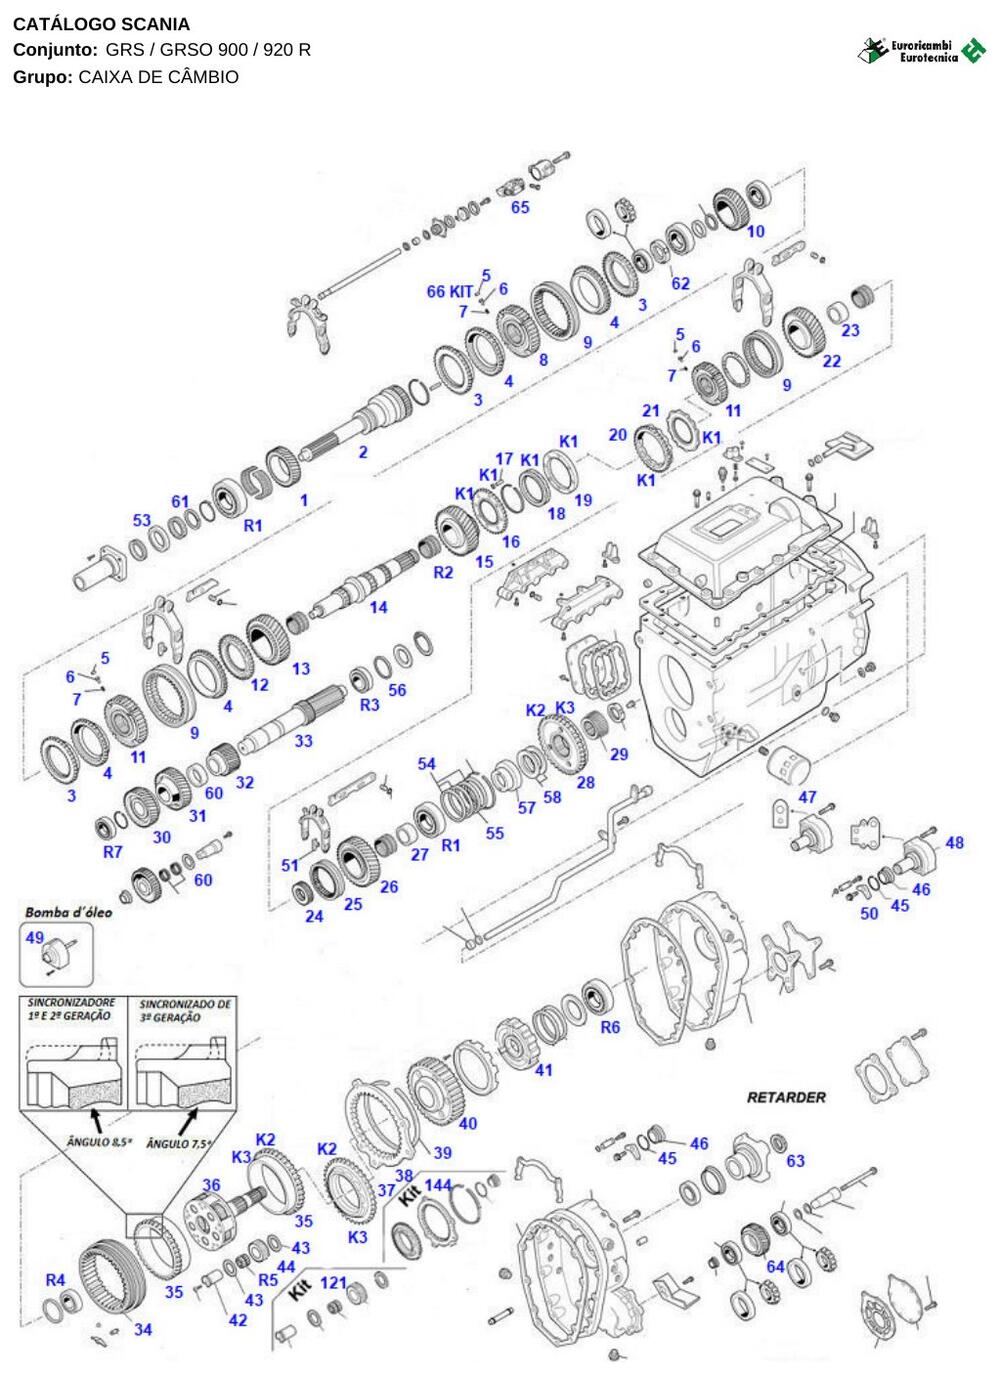 CATÁLOGO SCANIA
Conjunto: GRS / GRSO 900 / 920 R
Grupo: CAIXA DE CÂMBIO
Euroricambi
Eurotecnica
65
10
62
3
4
9
8
5
66 KIT
6
7
4
3
2
1
R1
61
53
23
22
9
11
5
6
7
21
20
K1
K1
K1
19
K1
18
17
K1
K1
16
15
R2
14
13
12
4
9
11
5
6
7
4
3
56
R3
33
32
60
31
30
R7
60
K2 K3
29
28
58
57
54
55
R1
27
26
25
24
51
47
48
46
45
50
Bomba d'óleo
49
SINCRONIZADORE
1ª E 2ª GERAÇÃO
SINCRONIZADO DE
3ª GERAÇÃO
ÂNGULO 8,5º
ÂNGULO 7,5º
R6
41
40
39
38
37
K2
K3
K2
K3
36
35
43
44
R5
43
42
35
34
R4
Kit 144
Kit 121
RETARDER
46
45
63
64